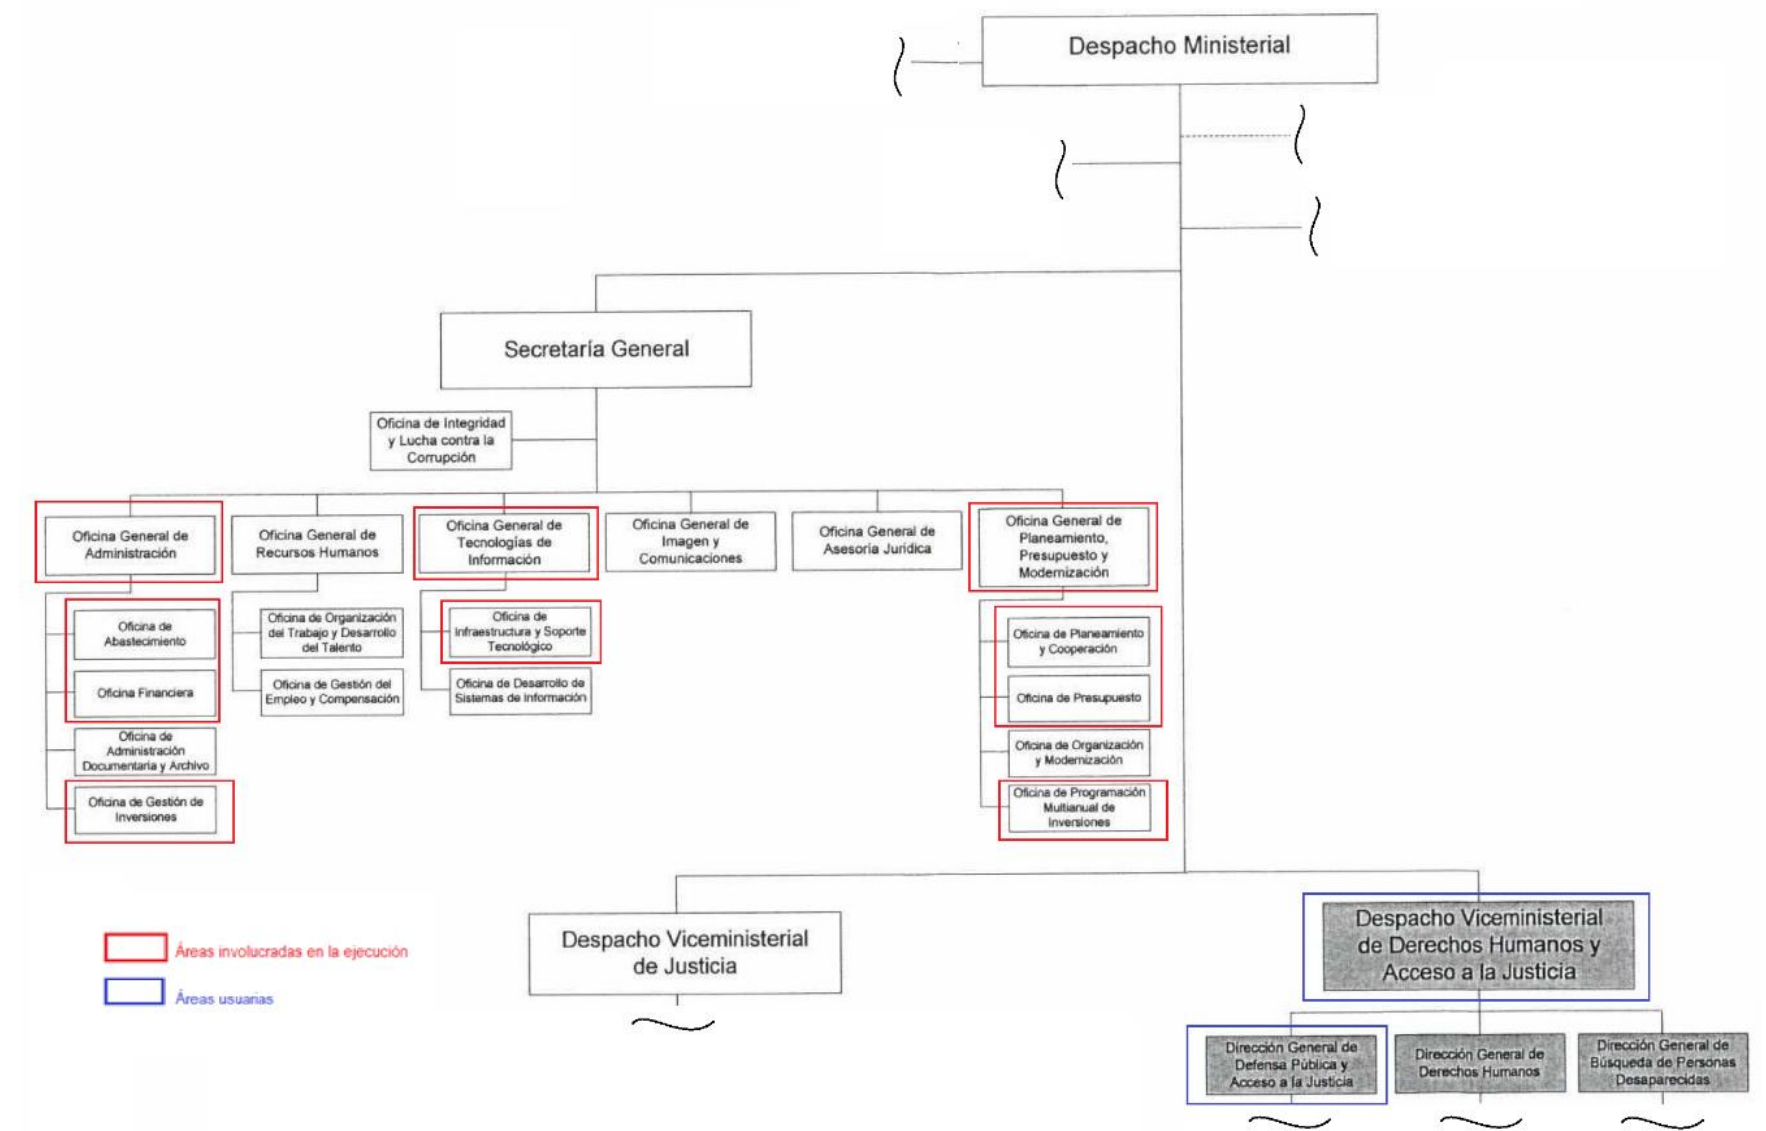 Despacho Ministerial
Secretaría General
Oficina de Integridad
y Lucha contra la
Corrupción
Oficina General de
Administración
Oficina General de
Recursos Humanos
Oficina General de
Tecnologías de
Información
Oficina General de
Imagen y
Comunicaciones
Oficina General de
Asesoría Jurídica
Oficina General de
Planeamiento,
Presupuesto y
Modernización
Oficina de
Abastecimiento
Oficina Financiera
Oficina de
Administración
Documentaria y Archivo
Oficina de Gestión de
Inversiones
Oficina de Organización
del Trabajo y Desarrollo
del Talento
Oficina de Gestión del
Empleo y Compensación
Oficina de
Infraestructura y Soporte
Tecnológico
Oficina de Desarrollo de
Sistemas de Información
Oficina de Planeamiento
y Cooperación
Oficina de Presupuesto
Oficina de Organización
y Modernización
Oficina de Programación
Multianual de
Inversiones
Despacho Viceministerial
de Justicia
Despacho Viceministerial
de Derechos Humanos y
Acceso a la Justicia
Dirección General de
Defensa Pública y
Acceso a la Justicia
Dirección General de
Derechos Humanos
Dirección General de
Búsqueda de Personas
Desaparecidas
Áreas involucradas en la ejecución
Áreas usuarias